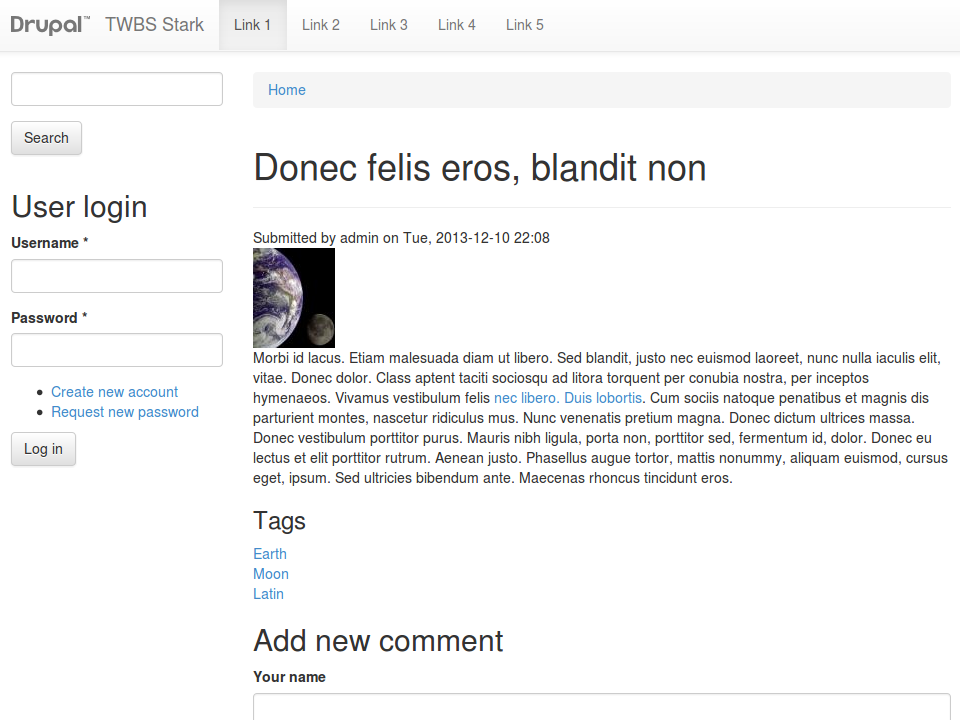 Drupal™ TWBS Stark Link 1 Link 2 Link 3 Link 4 Link 5
Search
User login
Username *
Password *
Create new account
Request new password
Log in
Home
Donec felis eros, blandit non
Submitted by admin on Tue, 2013-12-10 22:08
Morbi id lacus. Etiam malesuada diam ut libero. Sed blandit, justo nec euismod laoreet, nunc nulla iaculis elit,
vitae. Donec dolor. Class aptent taciti sociosqu ad litora torquent per conubia nostra, per inceptos
hymenaeos. Vivamus vestibulum felis nec libero. Duis lobortis. Cum sociis natoque penatibus et magnis dis
parturient montes, nascetur ridiculus mus. Nunc venenatis pretium magna. Donec dictum ultrices massa.
Donec vestibulum porttitor purus. Mauris nibh ligula, porta non, porttitor sed, fermentum id, dolor. Donec eu
lectus et elit porttitor rutrum. Aenean justo. Phasellus augue tortor, mattis nonummy, aliquam euismod, cursus
eget, ipsum. Sed ultricies bibendum ante. Maecenas rhoncus tincidunt eros.
Tags
Earth
Moon
Latin
Add new comment
Your name